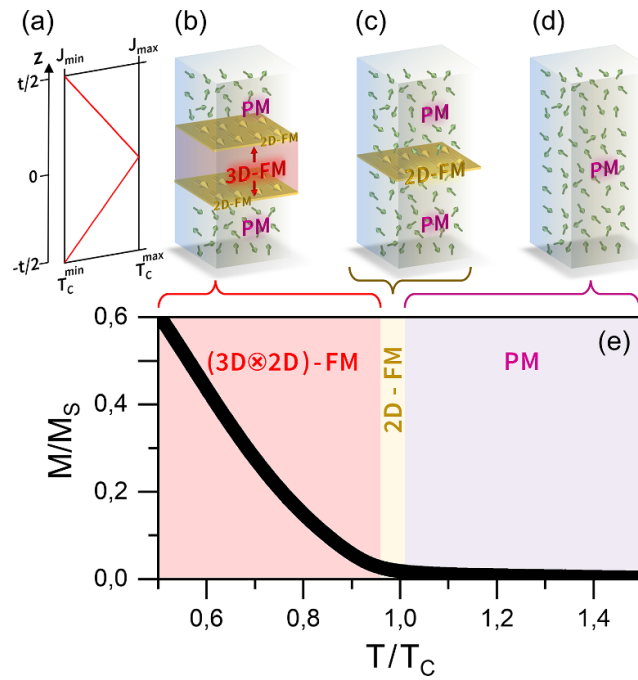 (a)
(b)
(c)
(d)
z
J_min
J_max
t/2
0
-t/2
T_C^min
T_C^max
PM
2D-FM
3D-FM
2D-FM
PM
PM
2D-FM
PM
PM
0,6
0,4
0,2
0,0
M/M_S
(3D⊗2D)-FM
2D - FM
PM
(e)
0,6
0,8
1,0
1,2
1,4
T/T_C